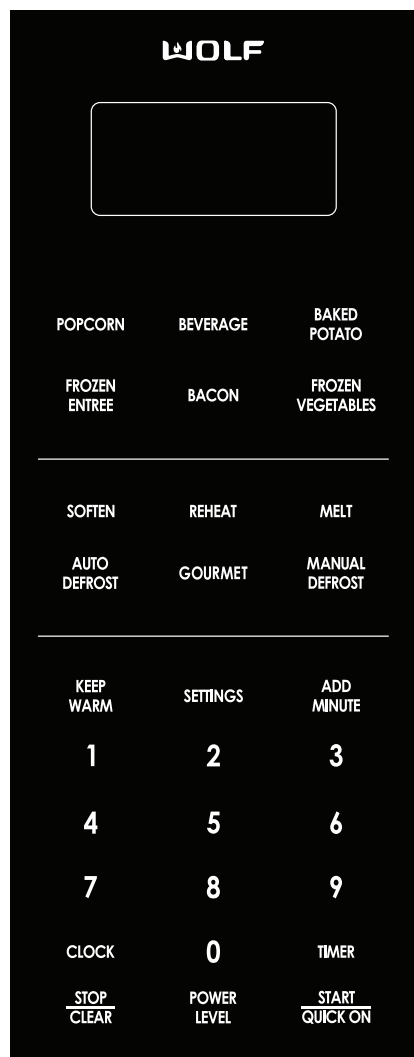 WOLF
POPCORN BEVERAGE BAKED POTATO
FROZEN ENTREE BACON FROZEN VEGETABLES
SOFTEN REHEAT MELT
AUTO DEFROST GOURMET MANUAL DEFROST
KEEP WARM SETTINGS ADD MINUTE
1 2 3
4 5 6
7 8 9
CLOCK 0 TIMER
STOP CLEAR POWER LEVEL START QUICK ON